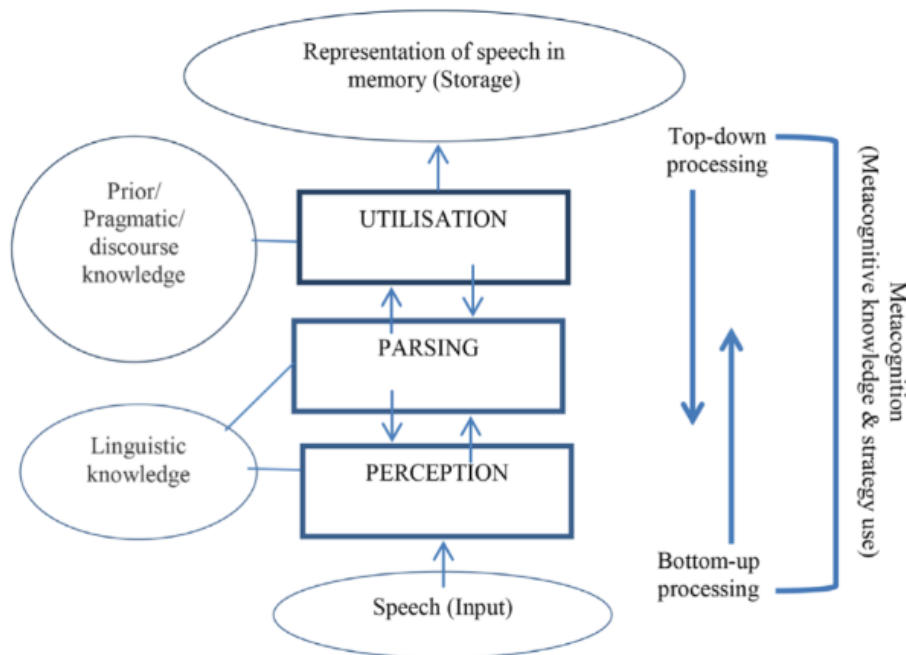 Representation of speech in
memory (Storage)
Top-down
processing
Prior/
Pragmatic/
discourse
knowledge
UTILISATION
PARSING
Linguistic
knowledge
PERCEPTION
Bottom-up
processing
Speech (Input)
Metacognition
(Metacognitive knowledge & strategy use)